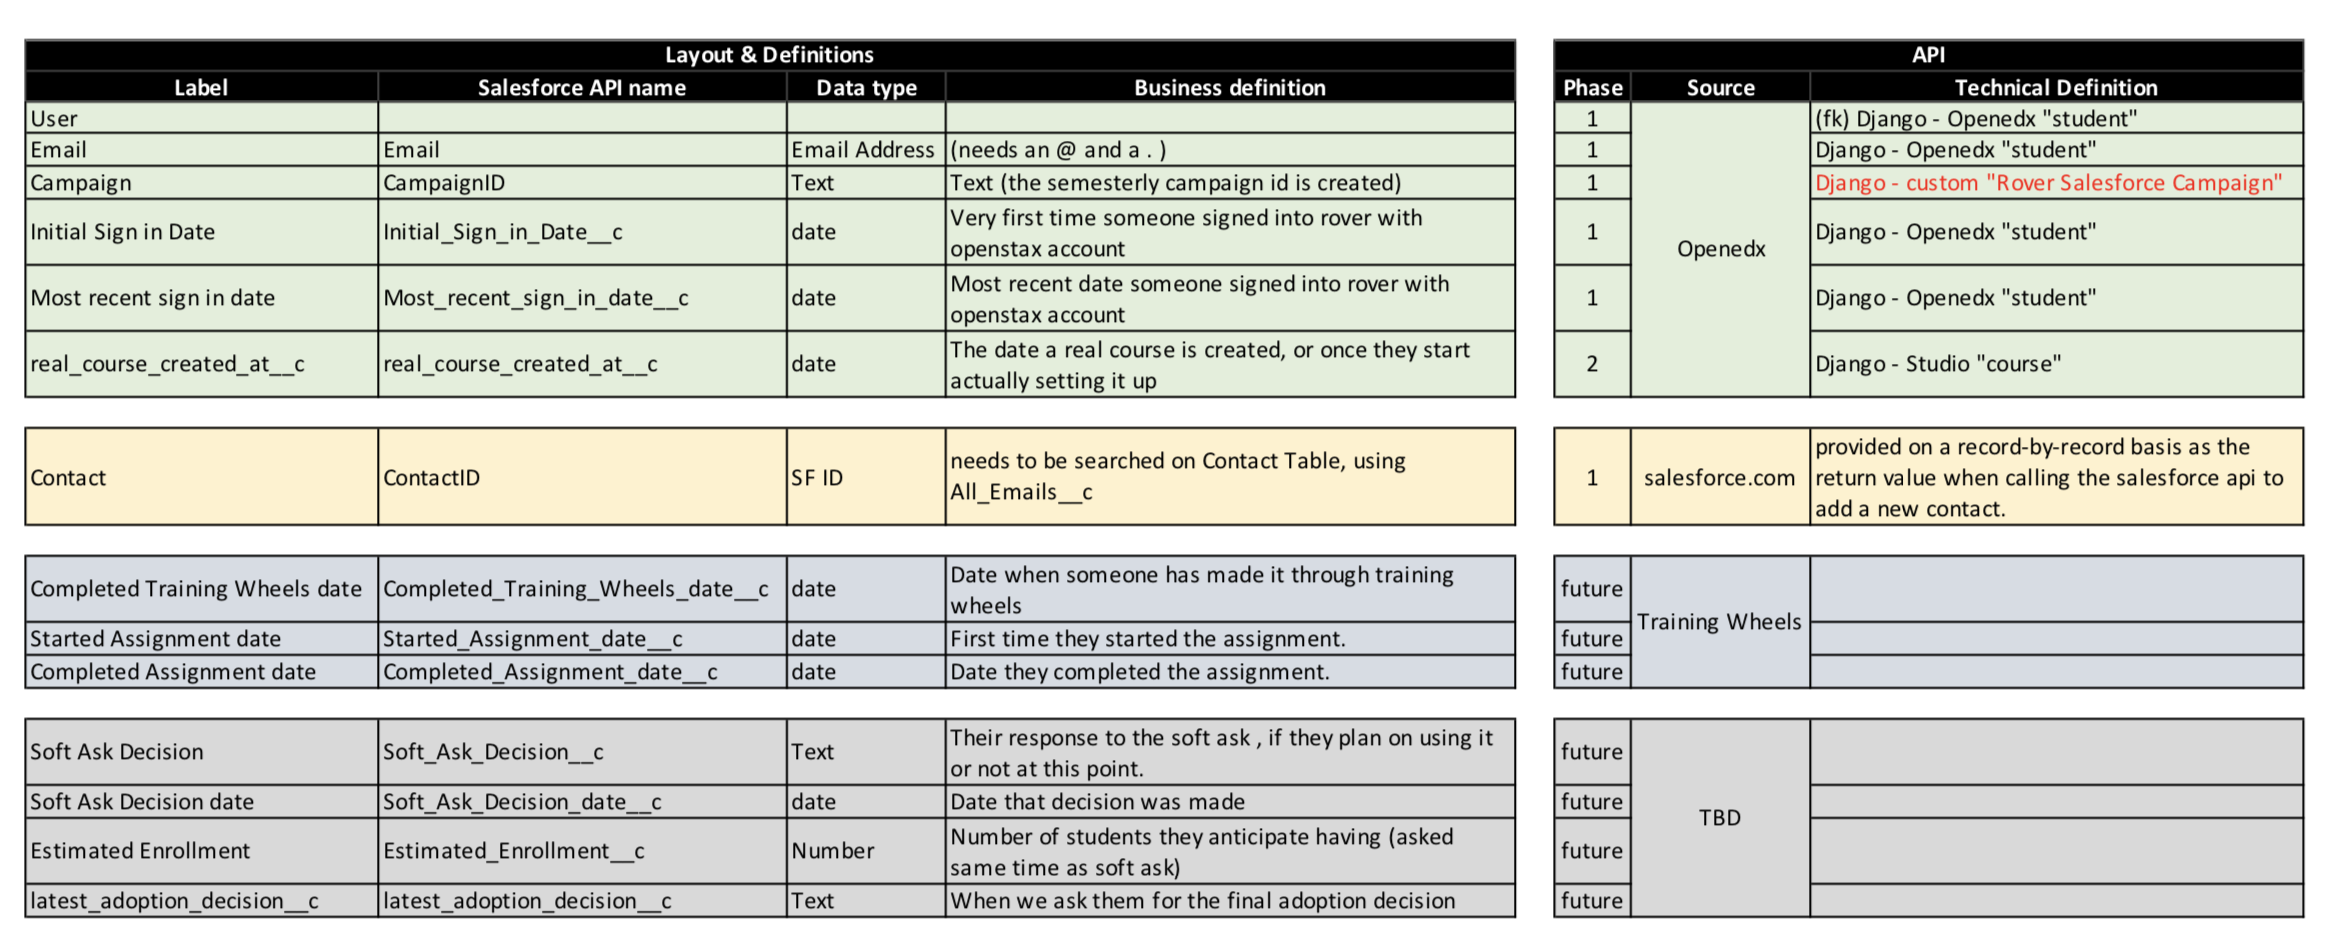 Layout & Definitions API
Label Salesforce API name Data type Business definition Phase Source Technical Definition
User 1 (fk) Django - Openedx "student"
Email Email Email Address (needs an @ and a . ) 1 Django - Openedx "student"
Campaign CampaignID Text Text (the semesterly campaign id is created) 1 Django - custom "Rover Salesforce Campaign"
Initial Sign in Date Initial_Sign_in_Date__c date Very first time someone signed into rover with
openstax account 1 Openedx Django - Openedx "student"
Most recent sign in date Most_recent_sign_in_date__c date Most recent date someone signed into rover with
openstax account 1 Django - Openedx "student"
real_course_created_at__c real_course_created_at__c date The date a real course is created, or once they start
actually setting it up 2 Django - Studio "course"
Contact ContactID SF ID needs to be searched on Contact Table, using
All_Emails__c 1 salesforce.com provided on a record-by-record basis as the
return value when calling the salesforce api to
add a new contact.
Completed Training Wheels date Completed_Training_Wheels_date__c date Date when someone has made it through training
wheels future Training Wheels
Started Assignment date Started_Assignment_date__c date First time they started the assignment. future
Completed Assignment date Completed_Assignment_date__c date Date they completed the assignment. future
Soft Ask Decision Soft_Ask_Decision__c Text Their response to the soft ask , if they plan on using it
or not at this point. future TBD
Soft Ask Decision date Soft_Ask_Decision_date__c date Date that decision was made future
Estimated Enrollment Estimated_Enrollment__c Number Number of students they anticipate having (asked
same time as soft ask) future
latest_adoption_decision__c latest_adoption_decision__c Text When we ask them for the final adoption decision future